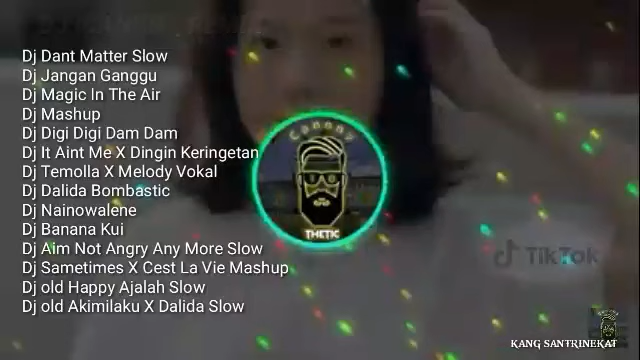 Dj Dant Matter Slow
Dj Jangan Ganggu
Dj Magic In The Air
Dj Mashup
Dj Digi Digi Dam Dam
Dj It Aint Me X Dingin Keringetan
Dj Temolla X Melody Vokal
Dj Dalida Bombastic
Dj Nainowalene
Dj Banana Kui
Dj Aim Not Angry Any More Slow
Dj Sametimes X Cest La Vie Mashup
Dj old Happy Ajalah Slow
Dj old Akimilaku X Dalida Slow
THETIC
TikTok
KANG SANTRINEKAT